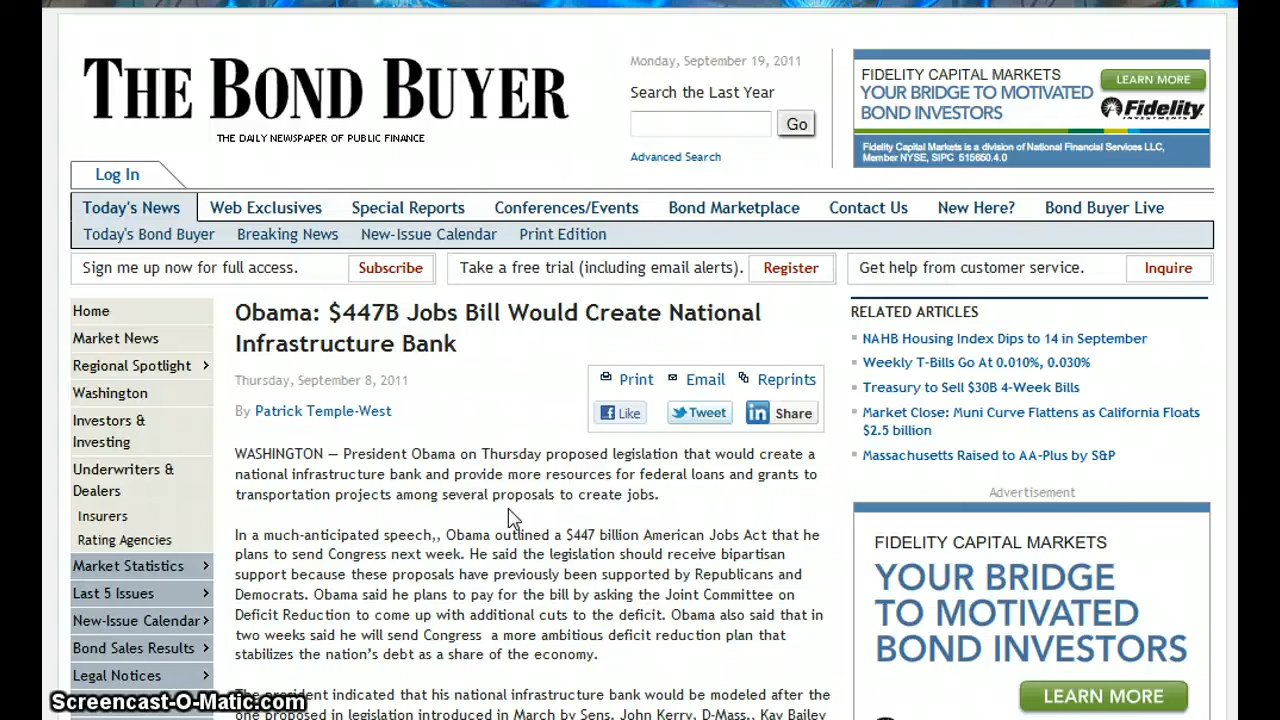 THE BOND BUYER
THE DAILY NEWSPAPER OF PUBLIC FINANCE
Monday, September 19, 2011
Search the Last Year
Go
Advanced Search
FIDELITY CAPITAL MARKETS
YOUR BRIDGE TO MOTIVATED
BOND INVESTORS
LEARN MORE
Fidelity
INVESTMENTS
Fidelity Capital Markets is a division of National Financial Services LLC,
Member NYSE, SIPC 515650.4.0
Log In
Today's News Web Exclusives Special Reports Conferences/Events Bond Marketplace Contact Us New Here? Bond Buyer Live
Today's Bond Buyer Breaking News New-Issue Calendar Print Edition
Sign me up now for full access. Subscribe
Take a free trial (including email alerts). Register
Get help from customer service. Inquire
Home
Market News
Regional Spotlight
Washington
Investors &
Investing
Underwriters &
Dealers
Insurers
Rating Agencies
Market Statistics
Last 5 Issues
New-Issue Calendar
Bond Sales Results
Legal Notices
Obama: $447B Jobs Bill Would Create National
Infrastructure Bank
Thursday, September 8, 2011
By Patrick Temple-West
Print Email Reprints
Like Tweet Share
WASHINGTON — President Obama on Thursday proposed legislation that would create a
national infrastructure bank and provide more resources for federal loans and grants to
transportation projects among several proposals to create jobs.
In a much-anticipated speech,, Obama outlined a $447 billion American Jobs Act that he
plans to send Congress next week. He said the legislation should receive bipartisan
support because these proposals have previously been supported by Republicans and
Democrats. Obama said he plans to pay for the bill by asking the Joint Committee on
Deficit Reduction to come up with additional cuts to the deficit. Obama also said that in
two weeks said he will send Congress a more ambitious deficit reduction plan that
stabilizes the nation's debt as a share of the economy.
The president indicated that his national infrastructure bank would be modeled after the
one proposed in legislation introduced in March by Sens. John Kerry, D-Mass., Kay Bailey
RELATED ARTICLES
NAHB Housing Index Dips to 14 in September
Weekly T-Bills Go At 0.010%, 0.030%
Treasury to Sell $30B 4-Week Bills
Market Close: Muni Curve Flattens as California Floats
$2.5 billion
Massachusetts Raised to AA-Plus by S&P
Advertisement
FIDELITY CAPITAL MARKETS
YOUR BRIDGE
TO MOTIVATED
BOND INVESTORS
LEARN MORE
Screencast-O-Matic.com